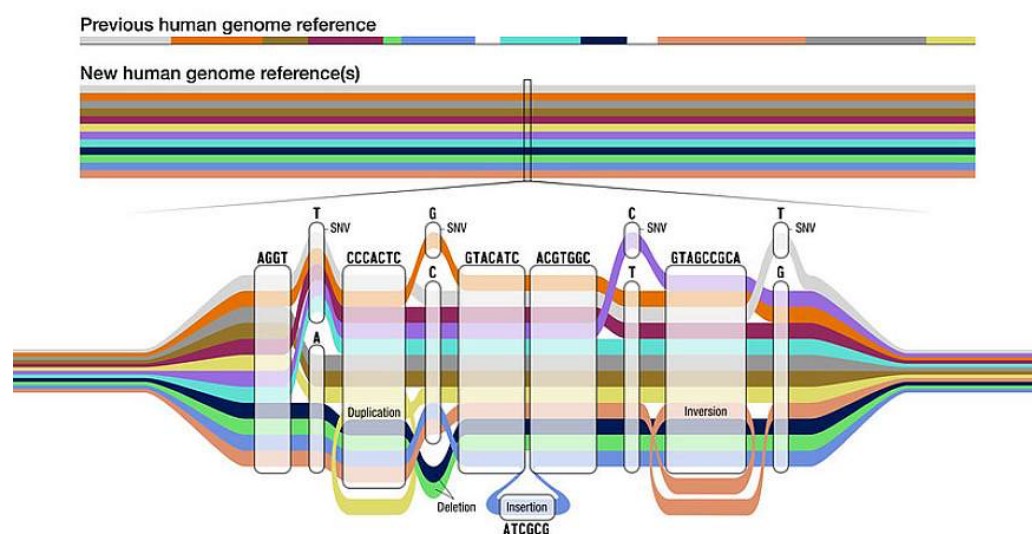 Previous human genome reference
New human genome reference(s)
T
SNV
G
C
SNV
T
SNV
AGGT
CCCACTC
C
GTACATC
ACGTGGC
T
GTAGCCGCA
G
A
Duplication
Inversion
Deletion
Insertion
ATCGCG